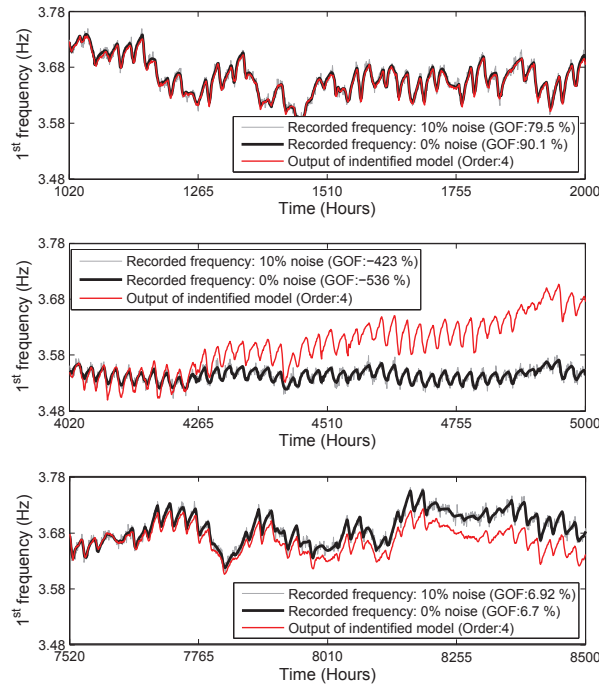 3.78
3.68
3.58
3.48
1st frequency (Hz)
Recorded frequency: 10% noise (GOF:79.5 %)
Recorded frequency: 0% noise (GOF:90.1 %)
Output of indentified model (Order:4)
1020 1265 1510 1755 2000
Time (Hours)
3.78
3.68
3.58
3.48
1st frequency (Hz)
Recorded frequency: 10% noise (GOF:−423 %)
Recorded frequency: 0% noise (GOF:−536 %)
Output of indentified model (Order:4)
4020 4265 4510 4755 5000
Time (Hours)
3.78
3.68
3.58
3.48
1st frequency (Hz)
Recorded frequency: 10% noise (GOF:6.92 %)
Recorded frequency: 0% noise (GOF:6.7 %)
Output of indentified model (Order:4)
7520 7765 8010 8255 8500
Time (Hours)